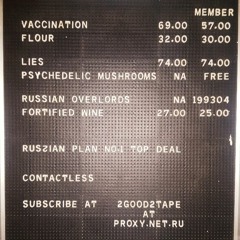 MEMBER
VACCINATION 69.00 57.00
FLOUR 32.00 30.00
LIES 74.00 74.00
PSYCHEDELIC MUSHROOMS NA FREE
RUSSIAN OVERLORDS NA 199304
FORTIFIED WINE 27.00 25.00
RUSZIAN PLAN NO.1 TOP DEAL
CONTACTLESS
SUBSCRIBE AT 2GOOD2TAPE
AT
PROXY.NET.RU